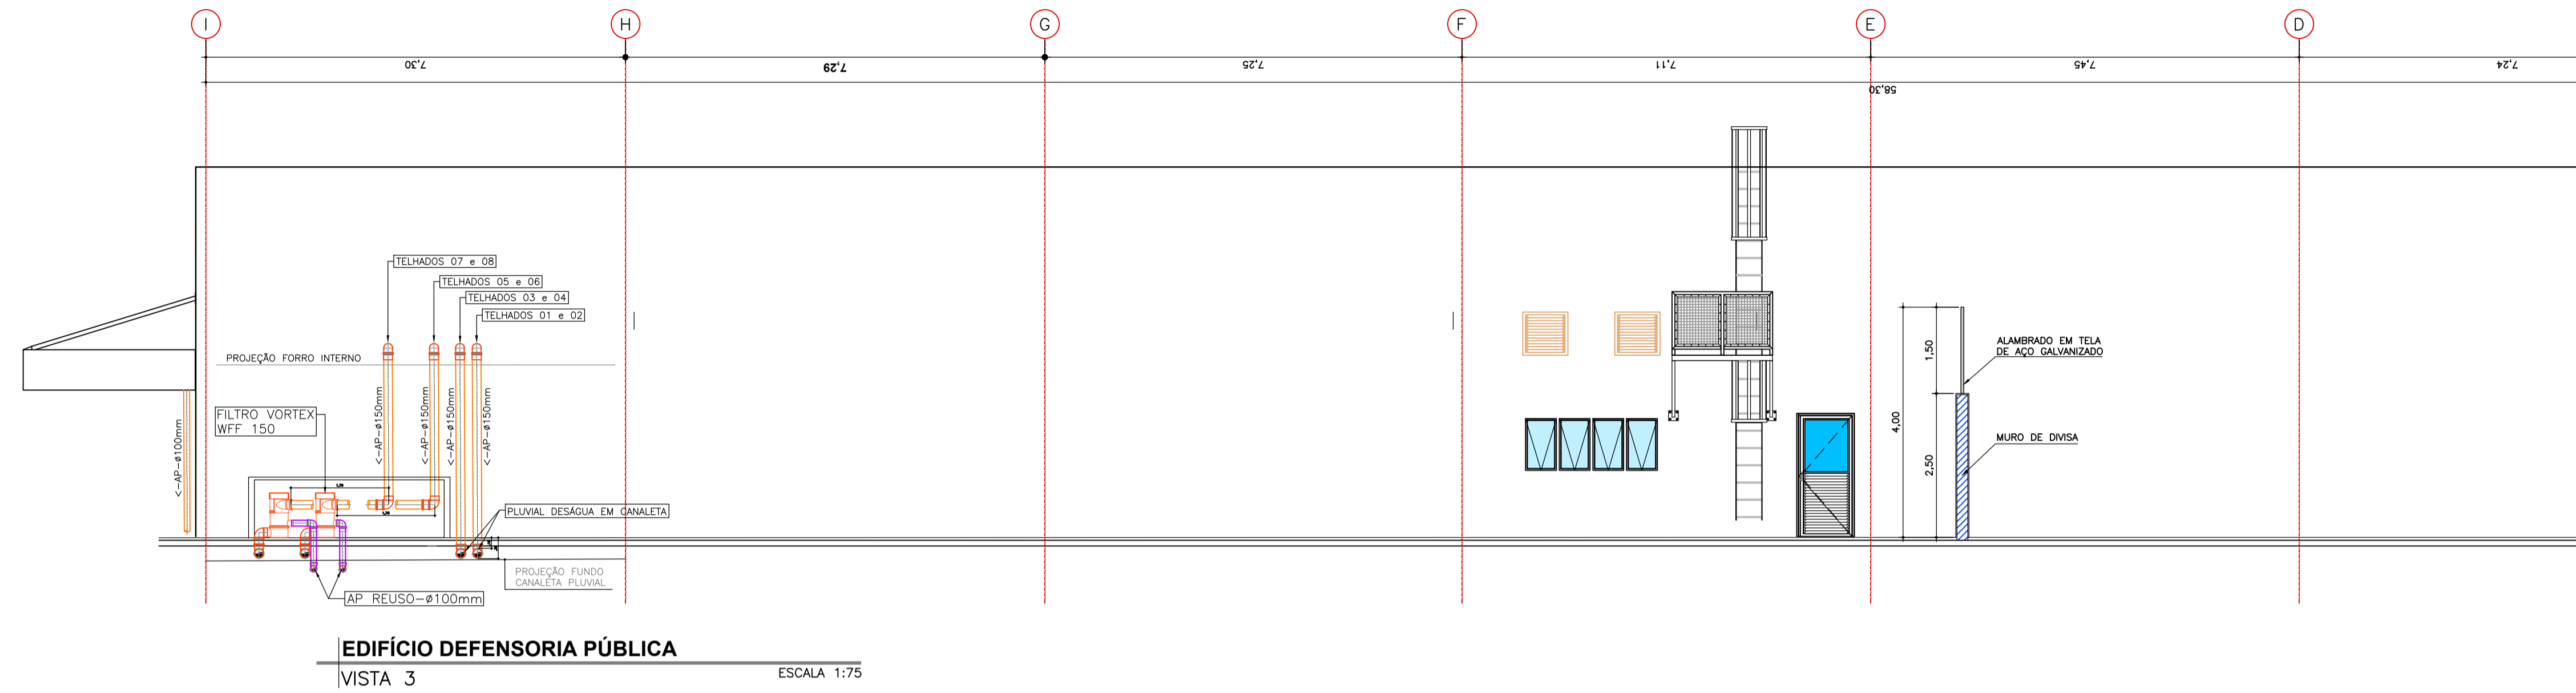 I H G F E D
7,30 7,29 7,25 7,11 7,45 7,24
58,30
TELHADOS 07 e 08
TELHADOS 05 e 06
TELHADOS 03 e 04
TELHADOS 01 e 02
PROJEÇÃO FORRO INTERNO
<-AP-ø100mm
FILTRO VORTEX
WFF 150
<-AP-ø150mm
<-AP-ø150mm
<-AP-ø150mm
<-AP-ø150mm
PLUVIAL DESÁGUA EM CANALETA
PROJEÇÃO FUNDO
CANALETA PLUVIAL
AP REUSO-ø100mm
4,00
1,50
2,50
ALAMBRADO EM TELA
DE AÇO GALVANIZADO
MURO DE DIVISA
EDIFÍCIO DEFENSORIA PÚBLICA
VISTA 3
ESCALA 1:75